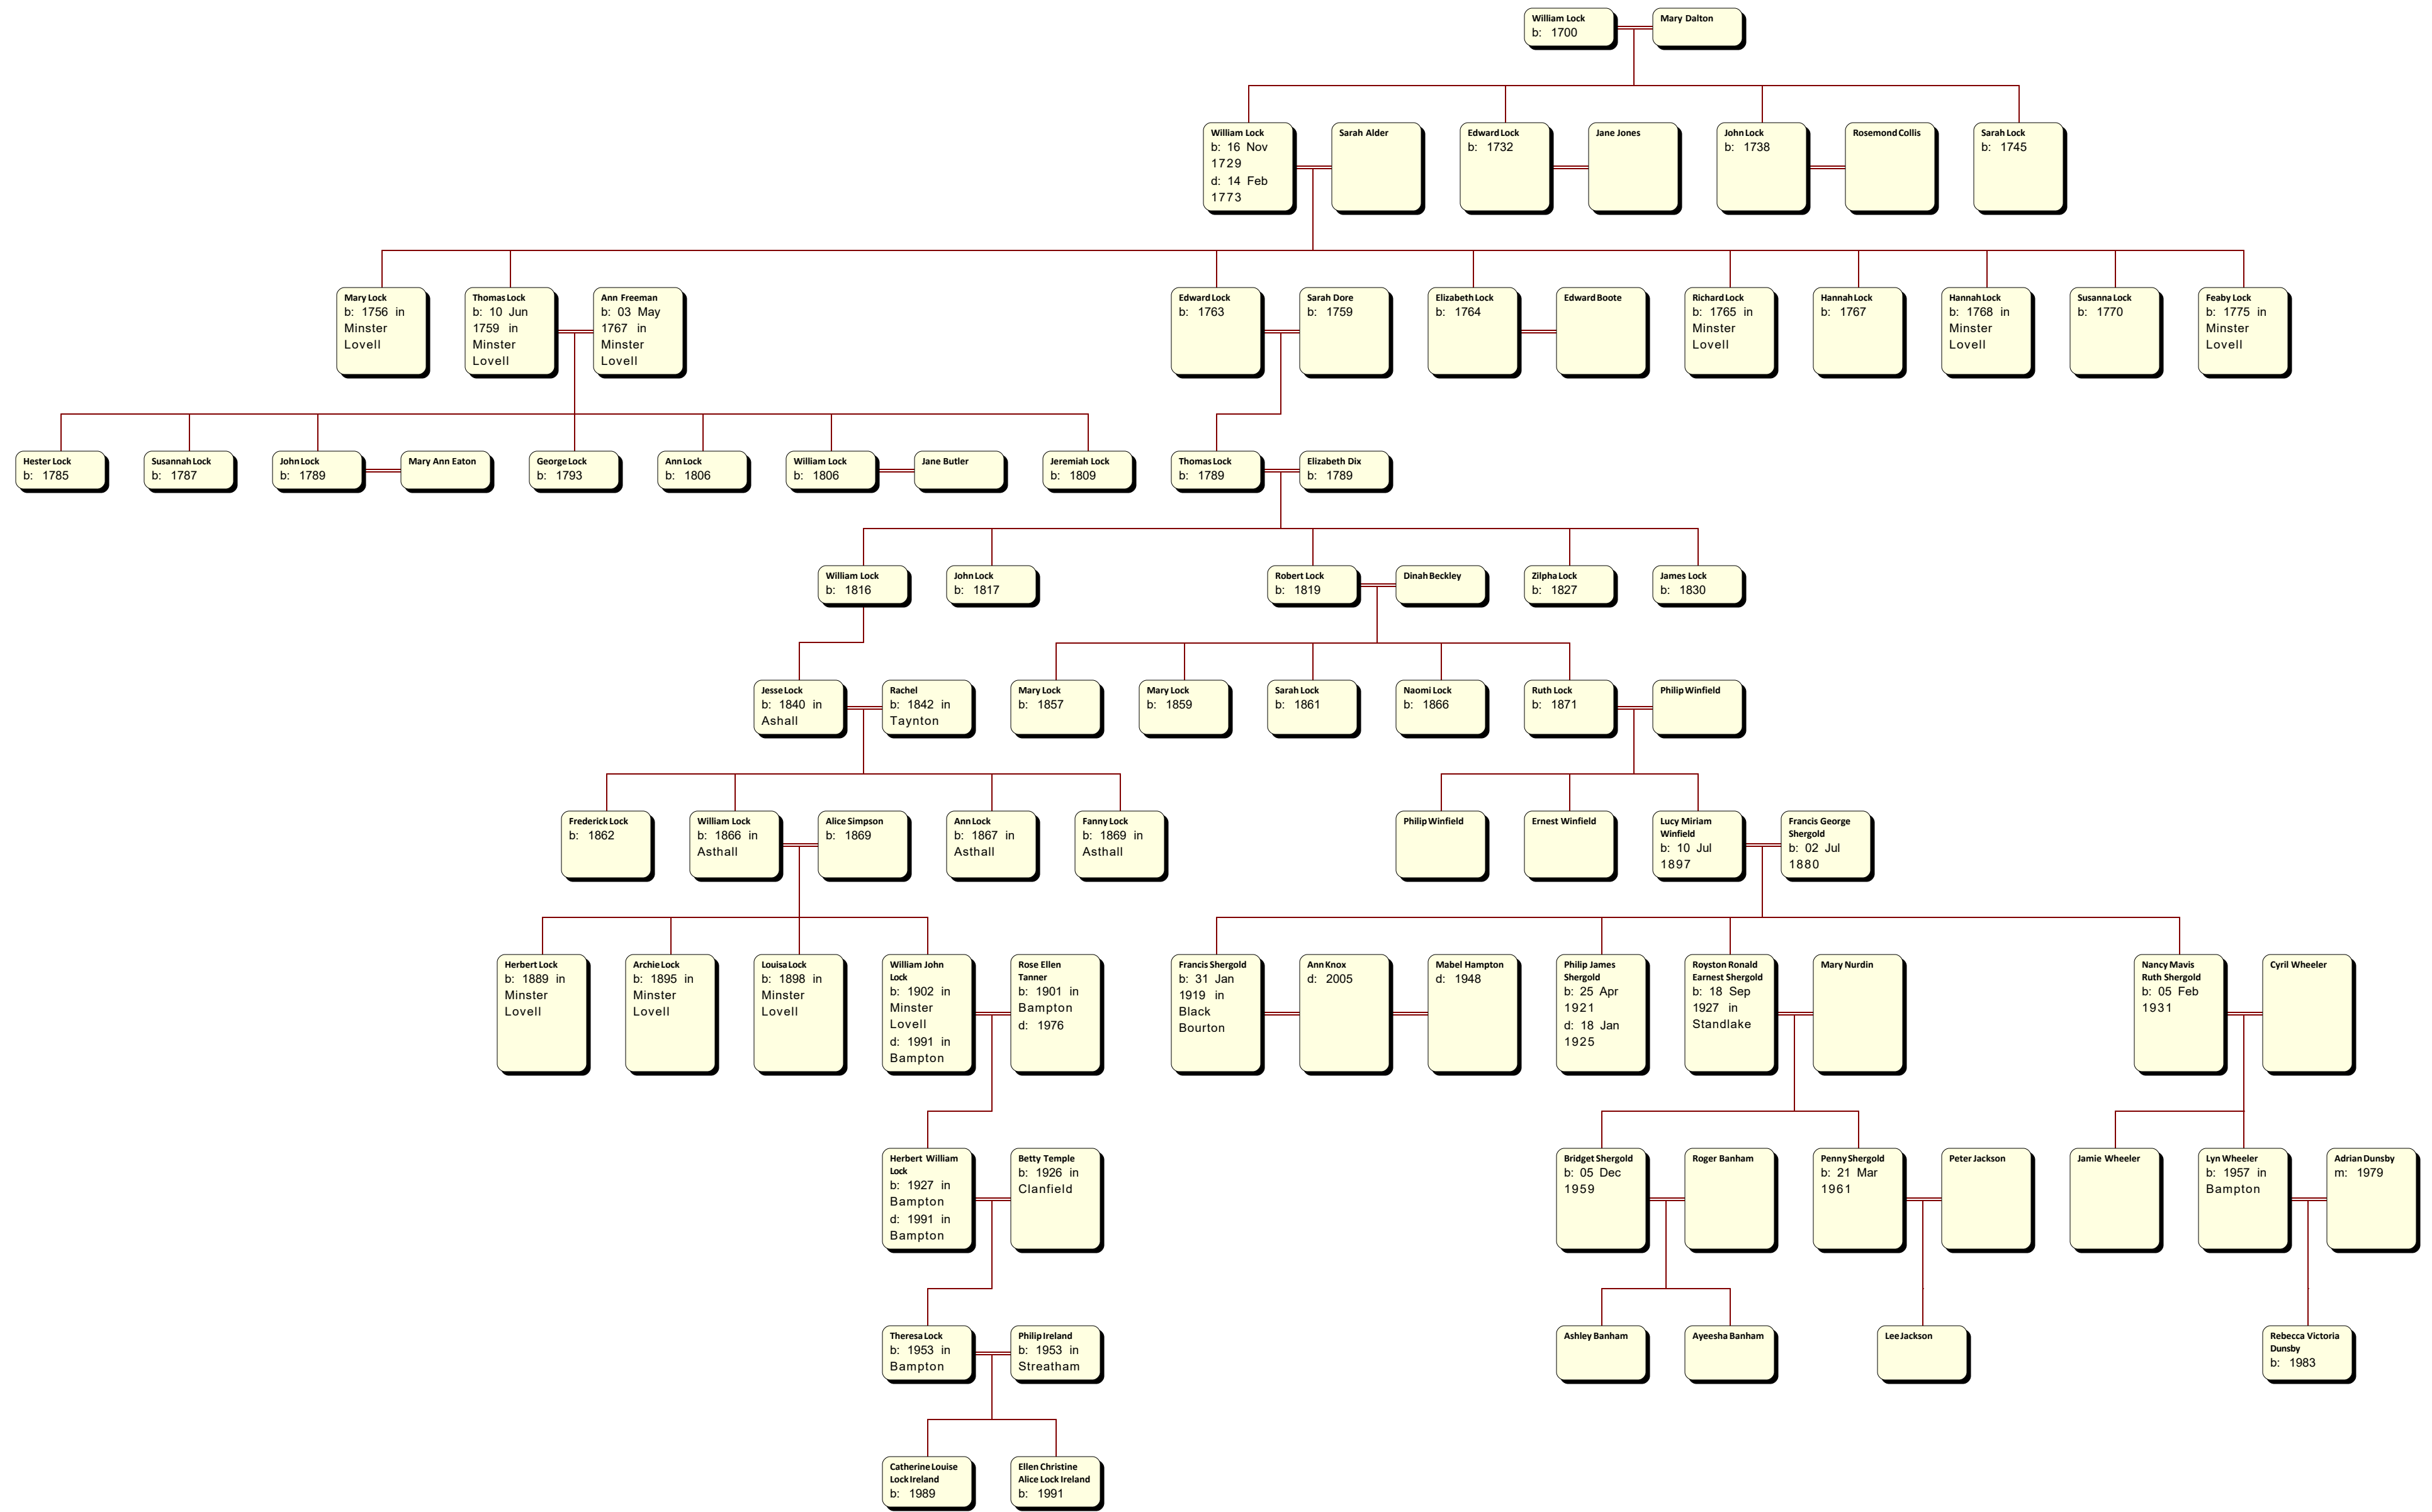 William Lock
b: 1700
Mary Dalton
William Lock
b: 16 Nov
1729
d: 14 Feb
1773
Sarah Alder
Edward Lock
b: 1732
Jane Jones
John Lock
b: 1738
Rosemond Collis
Sarah Lock
b: 1745
Mary Lock
b: 1756 in
Minster
Lovell
Thomas Lock
b: 10 Jun
1759 in
Minster
Lovell
Ann Freeman
b: 03 May
1767 in
Minster
Lovell
Edward Lock
b: 1763
Sarah Dore
b: 1759
Elizabeth Lock
b: 1764
Edward Boote
Richard Lock
b: 1765 in
Minster
Lovell
Hannah Lock
b: 1767
Hannah Lock
b: 1768 in
Minster
Lovell
Susanna Lock
b: 1770
Feaby Lock
b: 1775 in
Minster
Lovell
Hester Lock
b: 1785
Susannah Lock
b: 1787
John Lock
b: 1789
Mary Ann Eaton
George Lock
b: 1793
Ann Lock
b: 1806
William Lock
b: 1806
Jane Butler
Jeremiah Lock
b: 1809
Thomas Lock
b: 1789
Elizabeth Dix
b: 1789
William Lock
b: 1816
John Lock
b: 1817
Robert Lock
b: 1819
Dinah Beckley
Zilpha Lock
b: 1827
James Lock
b: 1830
Jesse Lock
b: 1840 in
Ashall
Rachel
b: 1842 in
Taynton
Mary Lock
b: 1857
Mary Lock
b: 1859
Sarah Lock
b: 1861
Naomi Lock
b: 1866
Ruth Lock
b: 1871
Philip Winfield
Frederick Lock
b: 1862
William Lock
b: 1866 in
Asthall
Alice Simpson
b: 1869
Ann Lock
b: 1867 in
Asthall
Fanny Lock
b: 1869 in
Asthall
Philip Winfield
Ernest Winfield
Lucy Miriam
Winfield
b: 10 Jul
1897
Francis George
Shergold
b: 02 Jul
1880
Herbert Lock
b: 1889 in
Minster
Lovell
Archie Lock
b: 1895 in
Minster
Lovell
Louisa Lock
b: 1898 in
Minster
Lovell
William John
Lock
b: 1902 in
Minster
Lovell
d: 1991 in
Bampton
Rose Ellen
Tanner
b: 1901 in
Bampton
d: 1976
Francis Shergold
b: 31 Jan
1919 in
Black
Bourton
Ann Knox
d: 2005
Mabel Hampton
d: 1948
Philip James
Shergold
b: 25 Apr
1921
d: 18 Jan
1925
Royston Ronald
Earnest Shergold
b: 18 Sep
1927 in
Standlake
Mary Nurdin
Nancy Mavis
Ruth Shergold
b: 05 Feb
1931
Cyril Wheeler
Herbert William
Lock
b: 1927 in
Bampton
d: 1991 in
Bampton
Betty Temple
b: 1926 in
Clanfield
Bridget Shergold
b: 05 Dec
1959
Roger Banham
Penny Shergold
b: 21 Mar
1961
Peter Jackson
Jamie Wheeler
Lyn Wheeler
b: 1957 in
Bampton
Adrian Dunsby
m: 1979
Theresa Lock
b: 1953 in
Bampton
Philip Ireland
b: 1953 in
Streatham
Ashley Banham
Ayeesha Banham
Lee Jackson
Rebecca Victoria
Dunsby
b: 1983
Catherine Louise
Lock Ireland
b: 1989
Ellen Christine
Alice Lock Ireland
b: 1991